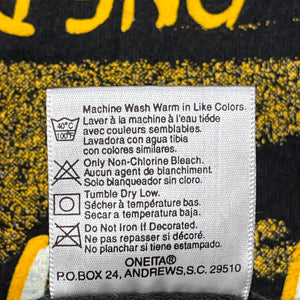 Machine Wash Warm in Like Colors.
40°C
100°F
Laver à la machine à l'eau tiède
avec couleurs semblables.
Lavadora con agua tibia
con colores similares.
Only Non-Chlorine Bleach.
Aucun agent de blanchiment.
Solo blanqueador sin cloro.
Tumble Dry Low.
Sécher à température bas.
Secar a temperatura baja.
Do Not Iron if Decorated.
Ne pas repasser si décoré.
No planchar si tiene estampado.
ONEITA®
P.O.BOX 24, ANDREWS, S.C. 29510